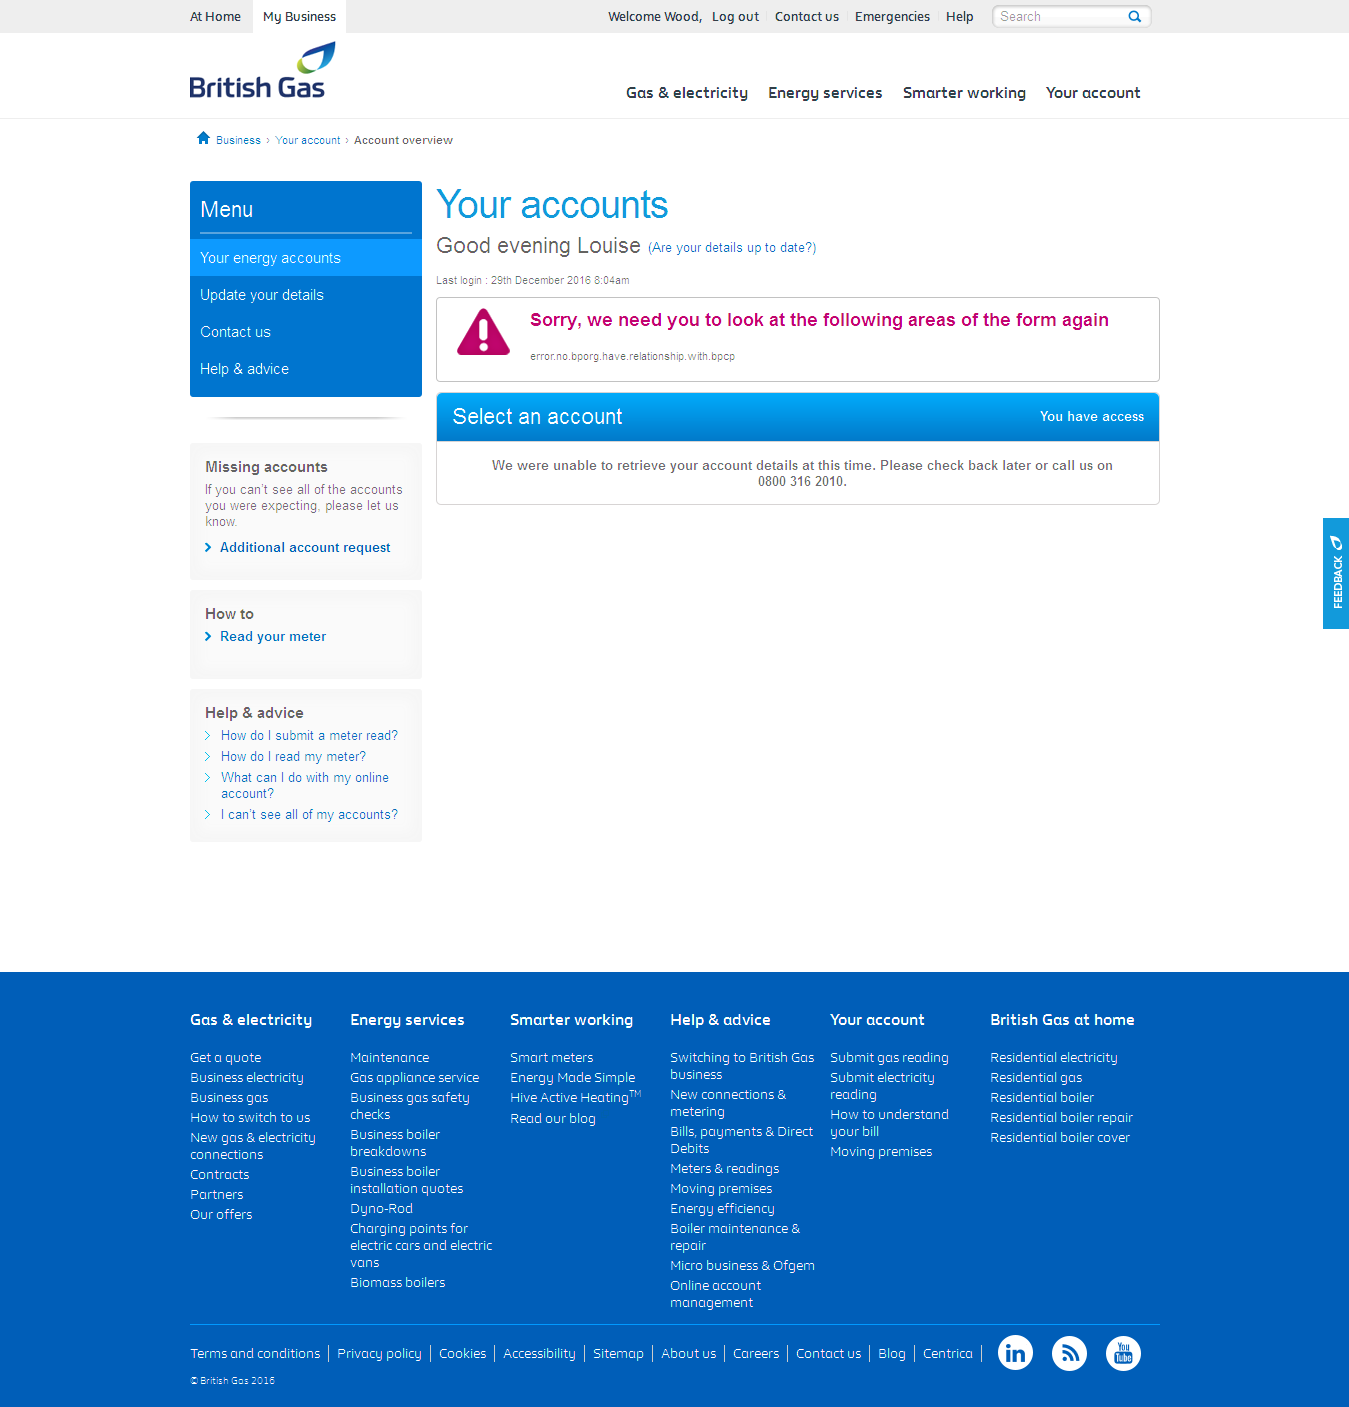 At Home
My Business
Welcome Wood,
Log out
Contact us
Emergencies
Help
Search
British Gas
Gas & electricity
Energy services
Smarter working
Your account
Business › Your account › Account overview
Menu
Your energy accounts
Update your details
Contact us
Help & advice
Missing accounts
If you can't see all of the accounts
you were expecting, please let us
know.
Additional account request
How to
Read your meter
Help & advice
How do I submit a meter read?
How do I read my meter?
What can I do with my online
account?
I can't see all of my accounts?
Your accounts
Good evening Louise (Are your details up to date?)
Last login : 29th December 2016 8:04am
Sorry, we need you to look at the following areas of the form again
error.no.bporg.have.relationship.with.bpcp
Select an account
You have access
We were unable to retrieve your account details at this time. Please check back later or call us on
0800 316 2010.
FEEDBACK
Gas & electricity
Get a quote
Business electricity
Business gas
How to switch to us
New gas & electricity
connections
Contracts
Partners
Our offers
Energy services
Maintenance
Gas appliance service
Business gas safety
checks
Business boiler
breakdowns
Business boiler
installation quotes
Dyno-Rod
Charging points for
electric cars and electric
vans
Biomass boilers
Smarter working
Smart meters
Energy Made Simple
Hive Active Heating™
Read our blog
Help & advice
Switching to British Gas
business
New connections &
metering
Bills, payments & Direct
Debits
Meters & readings
Moving premises
Energy efficiency
Boiler maintenance &
repair
Micro business & Ofgem
Online account
management
Your account
Submit gas reading
Submit electricity
reading
How to understand
your bill
Moving premises
British Gas at home
Residential electricity
Residential gas
Residential boiler
Residential boiler repair
Residential boiler cover
Terms and conditions
Privacy policy
Cookies
Accessibility
Sitemap
About us
Careers
Contact us
Blog
Centrica
in
You
Tube
© British Gas 2016